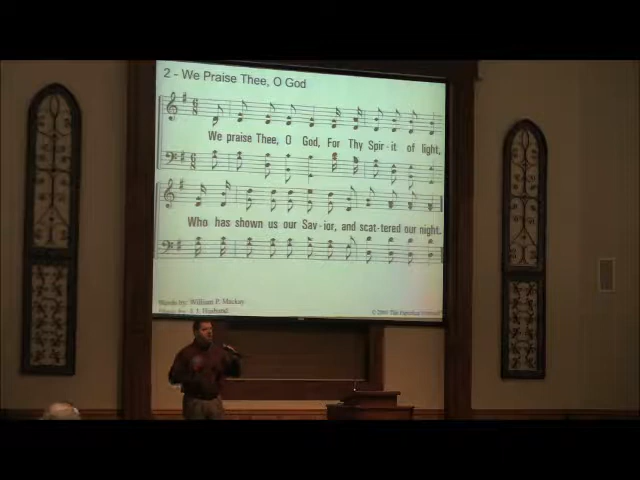 2 - We Praise Thee, O God
We praise Thee, O God, For Thy Spir-it of light,
Who has shown us our Sav-ior, and scat-tered our night.
Words by: William P. Mackay
J. J. Husband